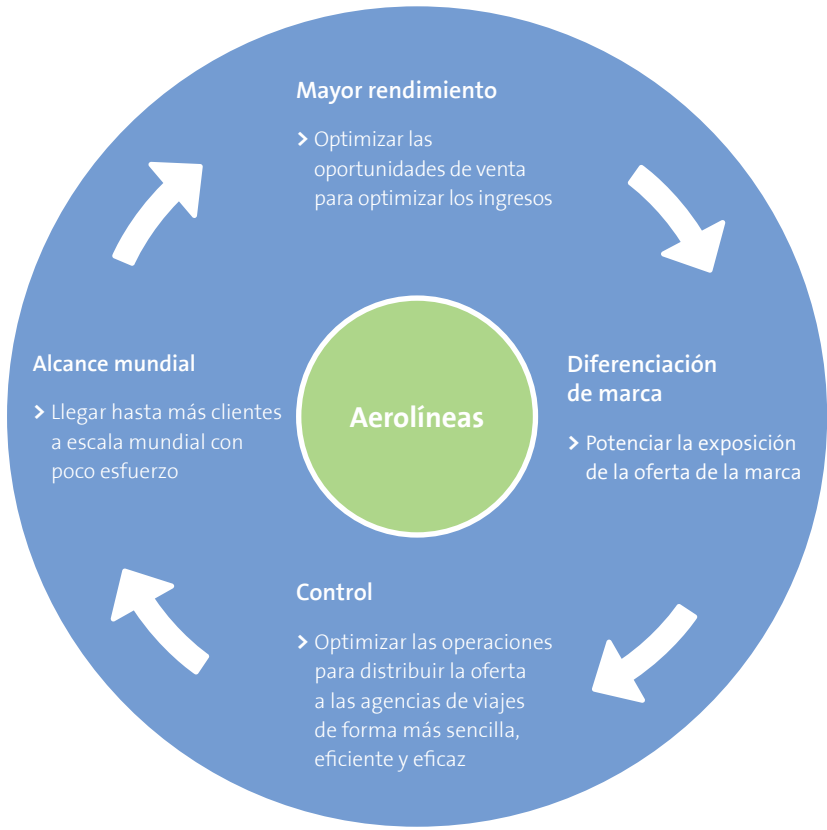 Mayor rendimiento
> Optimizar las
oportunidades de venta
para optimizar los ingresos
Alcance mundial
> Llegar hasta más clientes
a escala mundial con
poco esfuerzo
Aerolíneas
Diferenciación
de marca
> Potenciar la exposición
de la oferta de la marca
Control
> Optimizar las operaciones
para distribuir la oferta
a las agencias de viajes
de forma más sencilla,
eficiente y eficaz